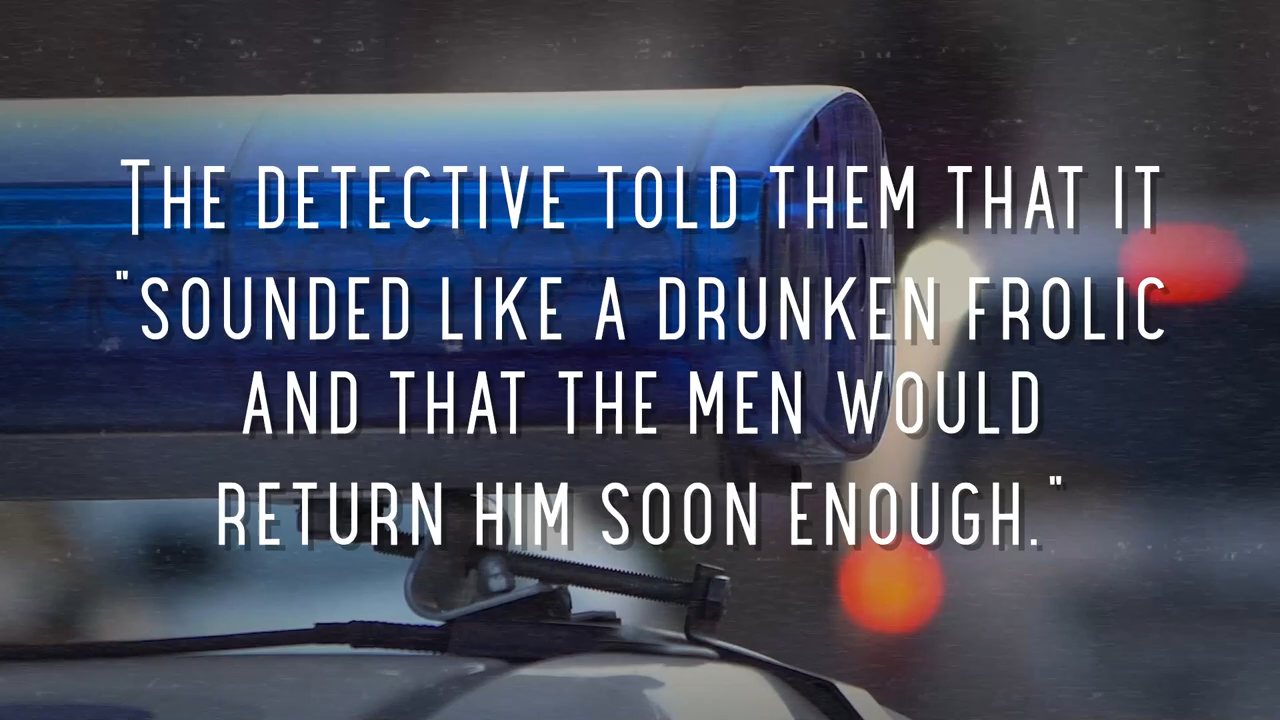 The detective told them that it
"sounded like a drunken frolic
and that the men would
return him soon enough."